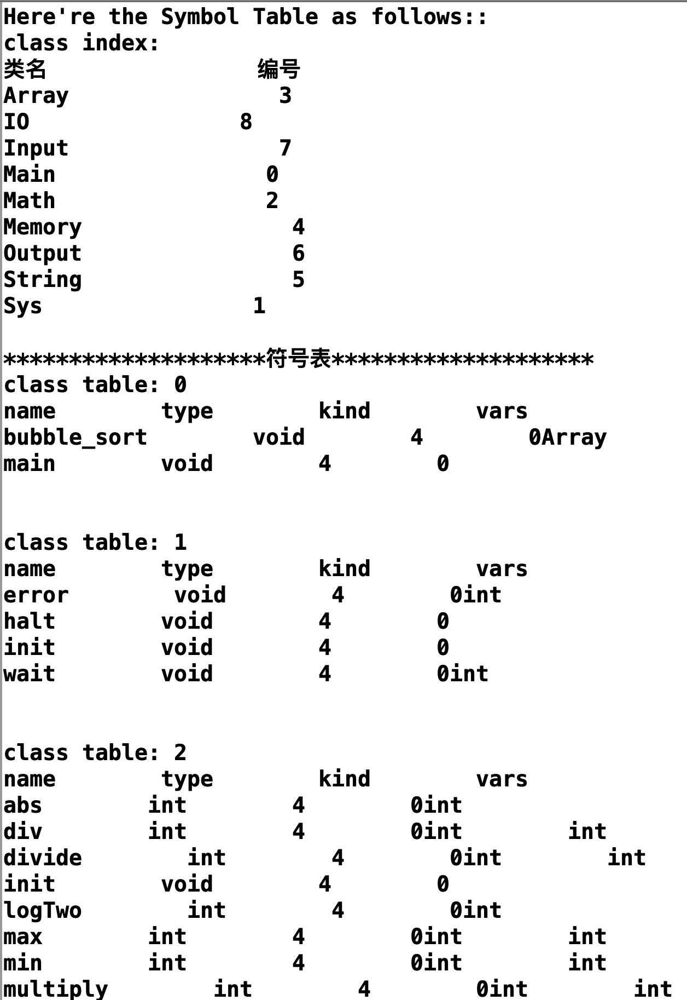 Here're the Symbol Table as follows::
class index:
类名                编号
Array                3
IO                8
Input                7
Main                0
Math                2
Memory                4
Output                6
String                5
Sys                1
********************符号表********************
class table: 0
name        type        kind        vars
bubble_sort        void        4        0Array
main        void        4        0
class table: 1
name        type        kind        vars
error        void        4        0int
halt        void        4        0
init        void        4        0
wait        void        4        0int
class table: 2
name        type        kind        vars
abs        int        4        0int
div        int        4        0int        int
divide        int        4        0int        int
init        void        4        0
logTwo        int        4        0int
max        int        4        0int        int
min        int        4        0int        int
multiply        int        4        0int        int